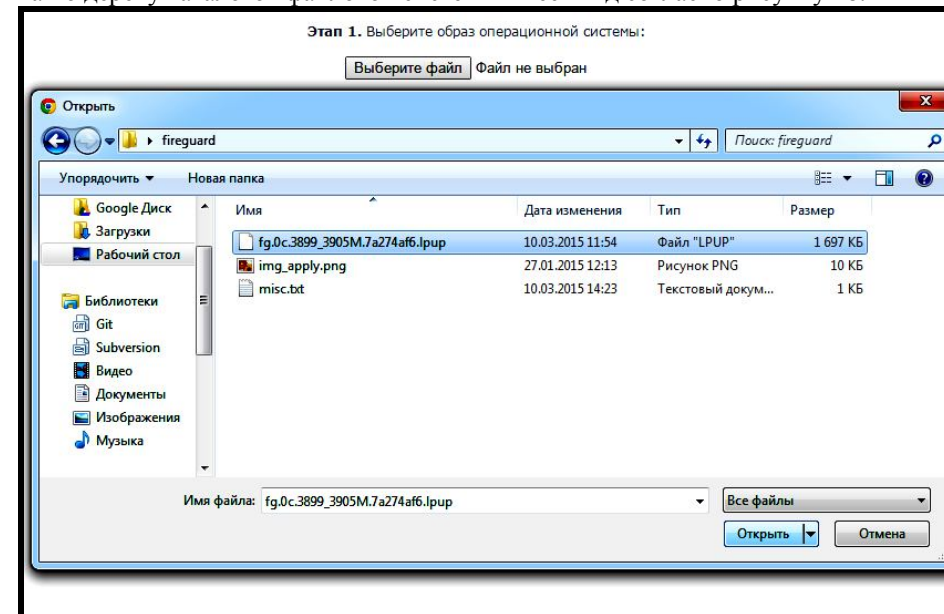 Этап 1. Выберите образ операционной системы:
Выберите файл Файл не выбран
Открыть
fireguard
Поиск: fireguard
Упорядочить Новая папка
Google Диск
Загрузки
Рабочий стол
Библиотеки
Git
Subversion
Видео
Документы
Изображения
Музыка
Имя Дата изменения Тип Размер
fg.0c.3899_3905M.7a274af6.lpup 10.03.2015 11:54 Файл "LPUP" 1 697 КБ
img_apply.png 27.01.2015 12:13 Рисунок PNG 10 КБ
misc.txt 10.03.2015 14:23 Текстовый докум... 1 КБ
Имя файла: fg.0c.3899_3905M.7a274af6.lpup Все файлы
Открыть Отмена